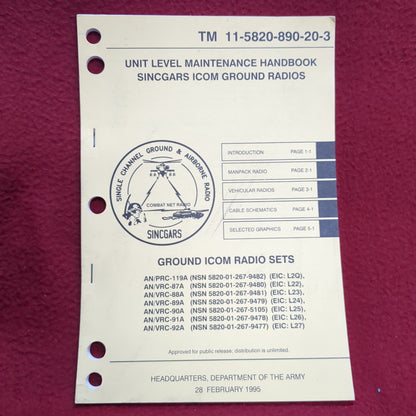 TM 11-5820-890-20-3
UNIT LEVEL MAINTENANCE HANDBOOK
SINCGARS ICOM GROUND RADIOS
SINGLE CHANNEL GROUND & AIRBORNE RADIO
COMBAT NET RADIO
SINCGARS
INTRODUCTION PAGE 1-1
MANPACK RADIO PAGE 2-1
VEHICULAR RADIOS PAGE 3-1
CABLE SCHEMATICS PAGE 4-1
SELECTED GRAPHICS PAGE 5-1
GROUND ICOM RADIO SETS
AN/PRC-119A (NSN 5820-01-267-9482) (EIC: L2Q),
AN/VRC-87A (NSN 5820-01-267-9480) (EIC: L22),
AN/VRC-88A (NSN 5820-01-267-9481) (EIC: L23),
AN/VRC-89A (NSN 5820-01-267-9479) (EIC: L24),
AN/VRC-90A (NSN 5820-01-267-5105) (EIC: L25),
AN/VRC-91A (NSN 5820-01-267-9478) (EIC: L26),
AN/VRC-92A (NSN 5820-01-267-9477) (EIC: L27)
Approved for public release; distribution is unlimited.
HEADQUARTERS, DEPARTMENT OF THE ARMY
28 FEBRUARY 1995